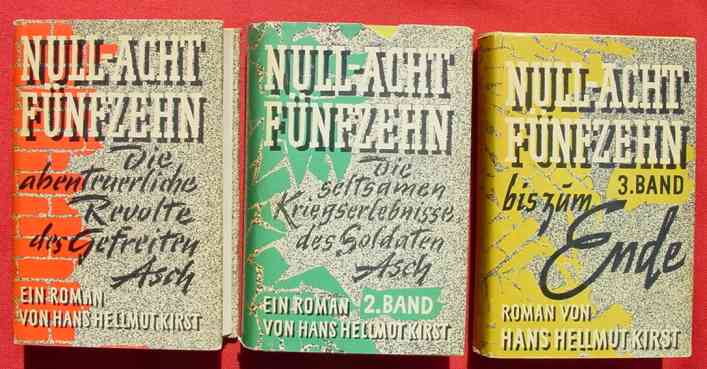 NULL-ACHT
FÜNFZEHN
Die
abenteuerliche
Revolte
des Gefreiten
Asch
EIN ROMAN
VON HANS HELLMUT KIRST
NULL-ACHT
FÜNFZEHN
Die
seltsamen
Kriegserlebnisse
des Soldaten
Asch
EIN ROMAN 2. BAND
VON HANS HELLMUT KIRST
NULL-ACHT
FÜNFZEHN
3. BAND
bis zum
Ende
ROMAN VON
HANS HELLMUT KIRST